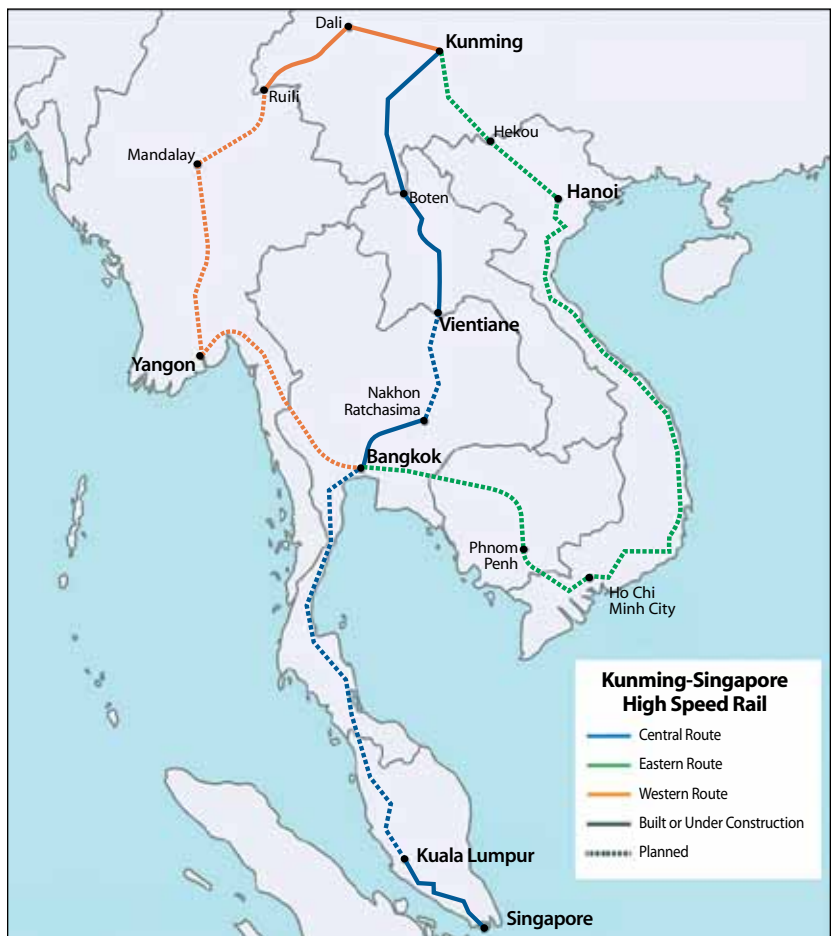 Dali
Kunming
Ruili
Hekou
Mandalay
Boten
Hanoi
Vientiane
Yangon
Nakhon
Ratchasima
Bangkok
Phnom
Penh
Ho Chi
Minh City
Kunming-Singapore
High Speed Rail
Central Route
Eastern Route
Western Route
Built or Under Construction
Planned
Kuala Lumpur
Singapore